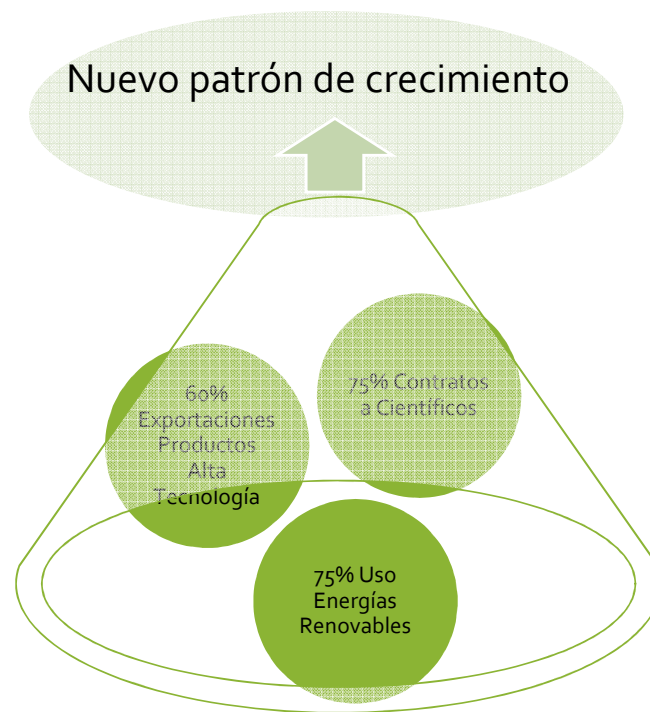 Nuevo patrón de crecimiento
60%
Exportaciones
Productos
Alta
Tecnología
75% Contratos
a Científicos
75% Uso
Energías
Renovables